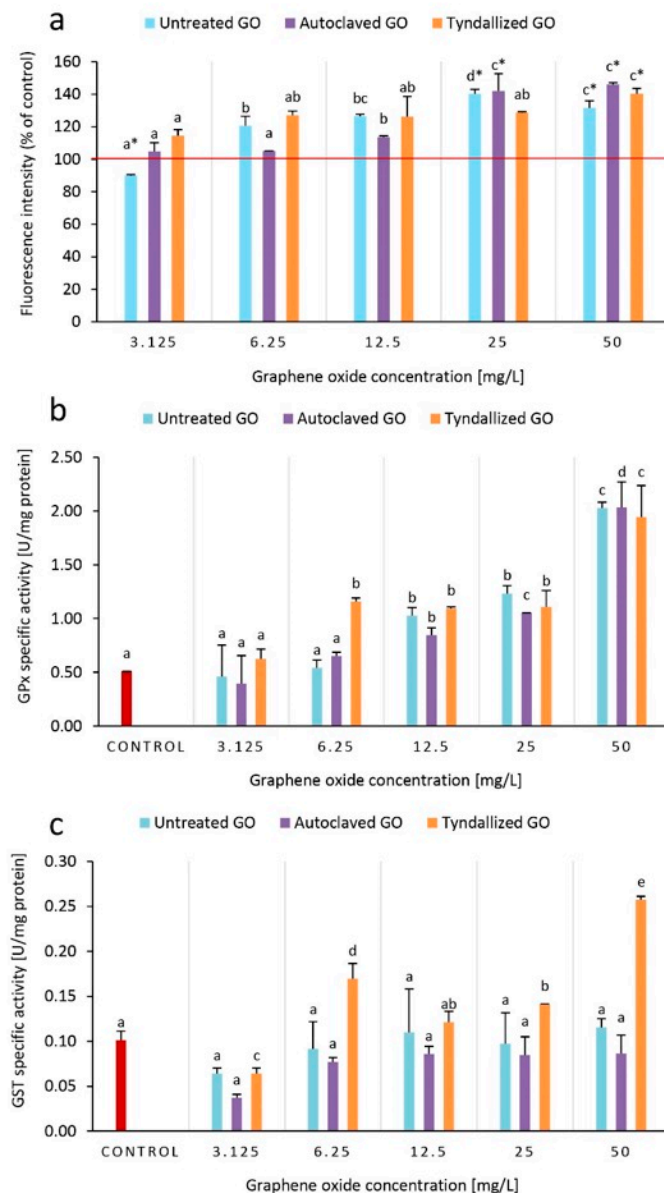 a
Untreated GO Autoclaved GO Tyndallized GO
Fluorescence intensity (% of control)
160
140
120
100
80
60
40
20
0
a* a a
b a ab
bc b ab
d* c* ab
c* c* c*
3.125 6.25 12.5 25 50
Graphene oxide concentration [mg/L]
b
Untreated GO Autoclaved GO Tyndallized GO
GPx specific activity [U/mg protein]
2.50
2.00
1.50
1.00
0.50
0.00
a
a a a
a a b
b b b
b c b
c d c
CONTROL 3.125 6.25 12.5 25 50
Graphene oxide concentration [mg/L]
c
Untreated GO Autoclaved GO Tyndallized GO
GST specific activity [U/mg protein]
0.30
0.25
0.20
0.15
0.10
0.05
0.00
a
a a c
a a d
a a ab
a a b
a a e
CONTROL 3.125 6.25 12.5 25 50
Graphene oxide concentration [mg/L]